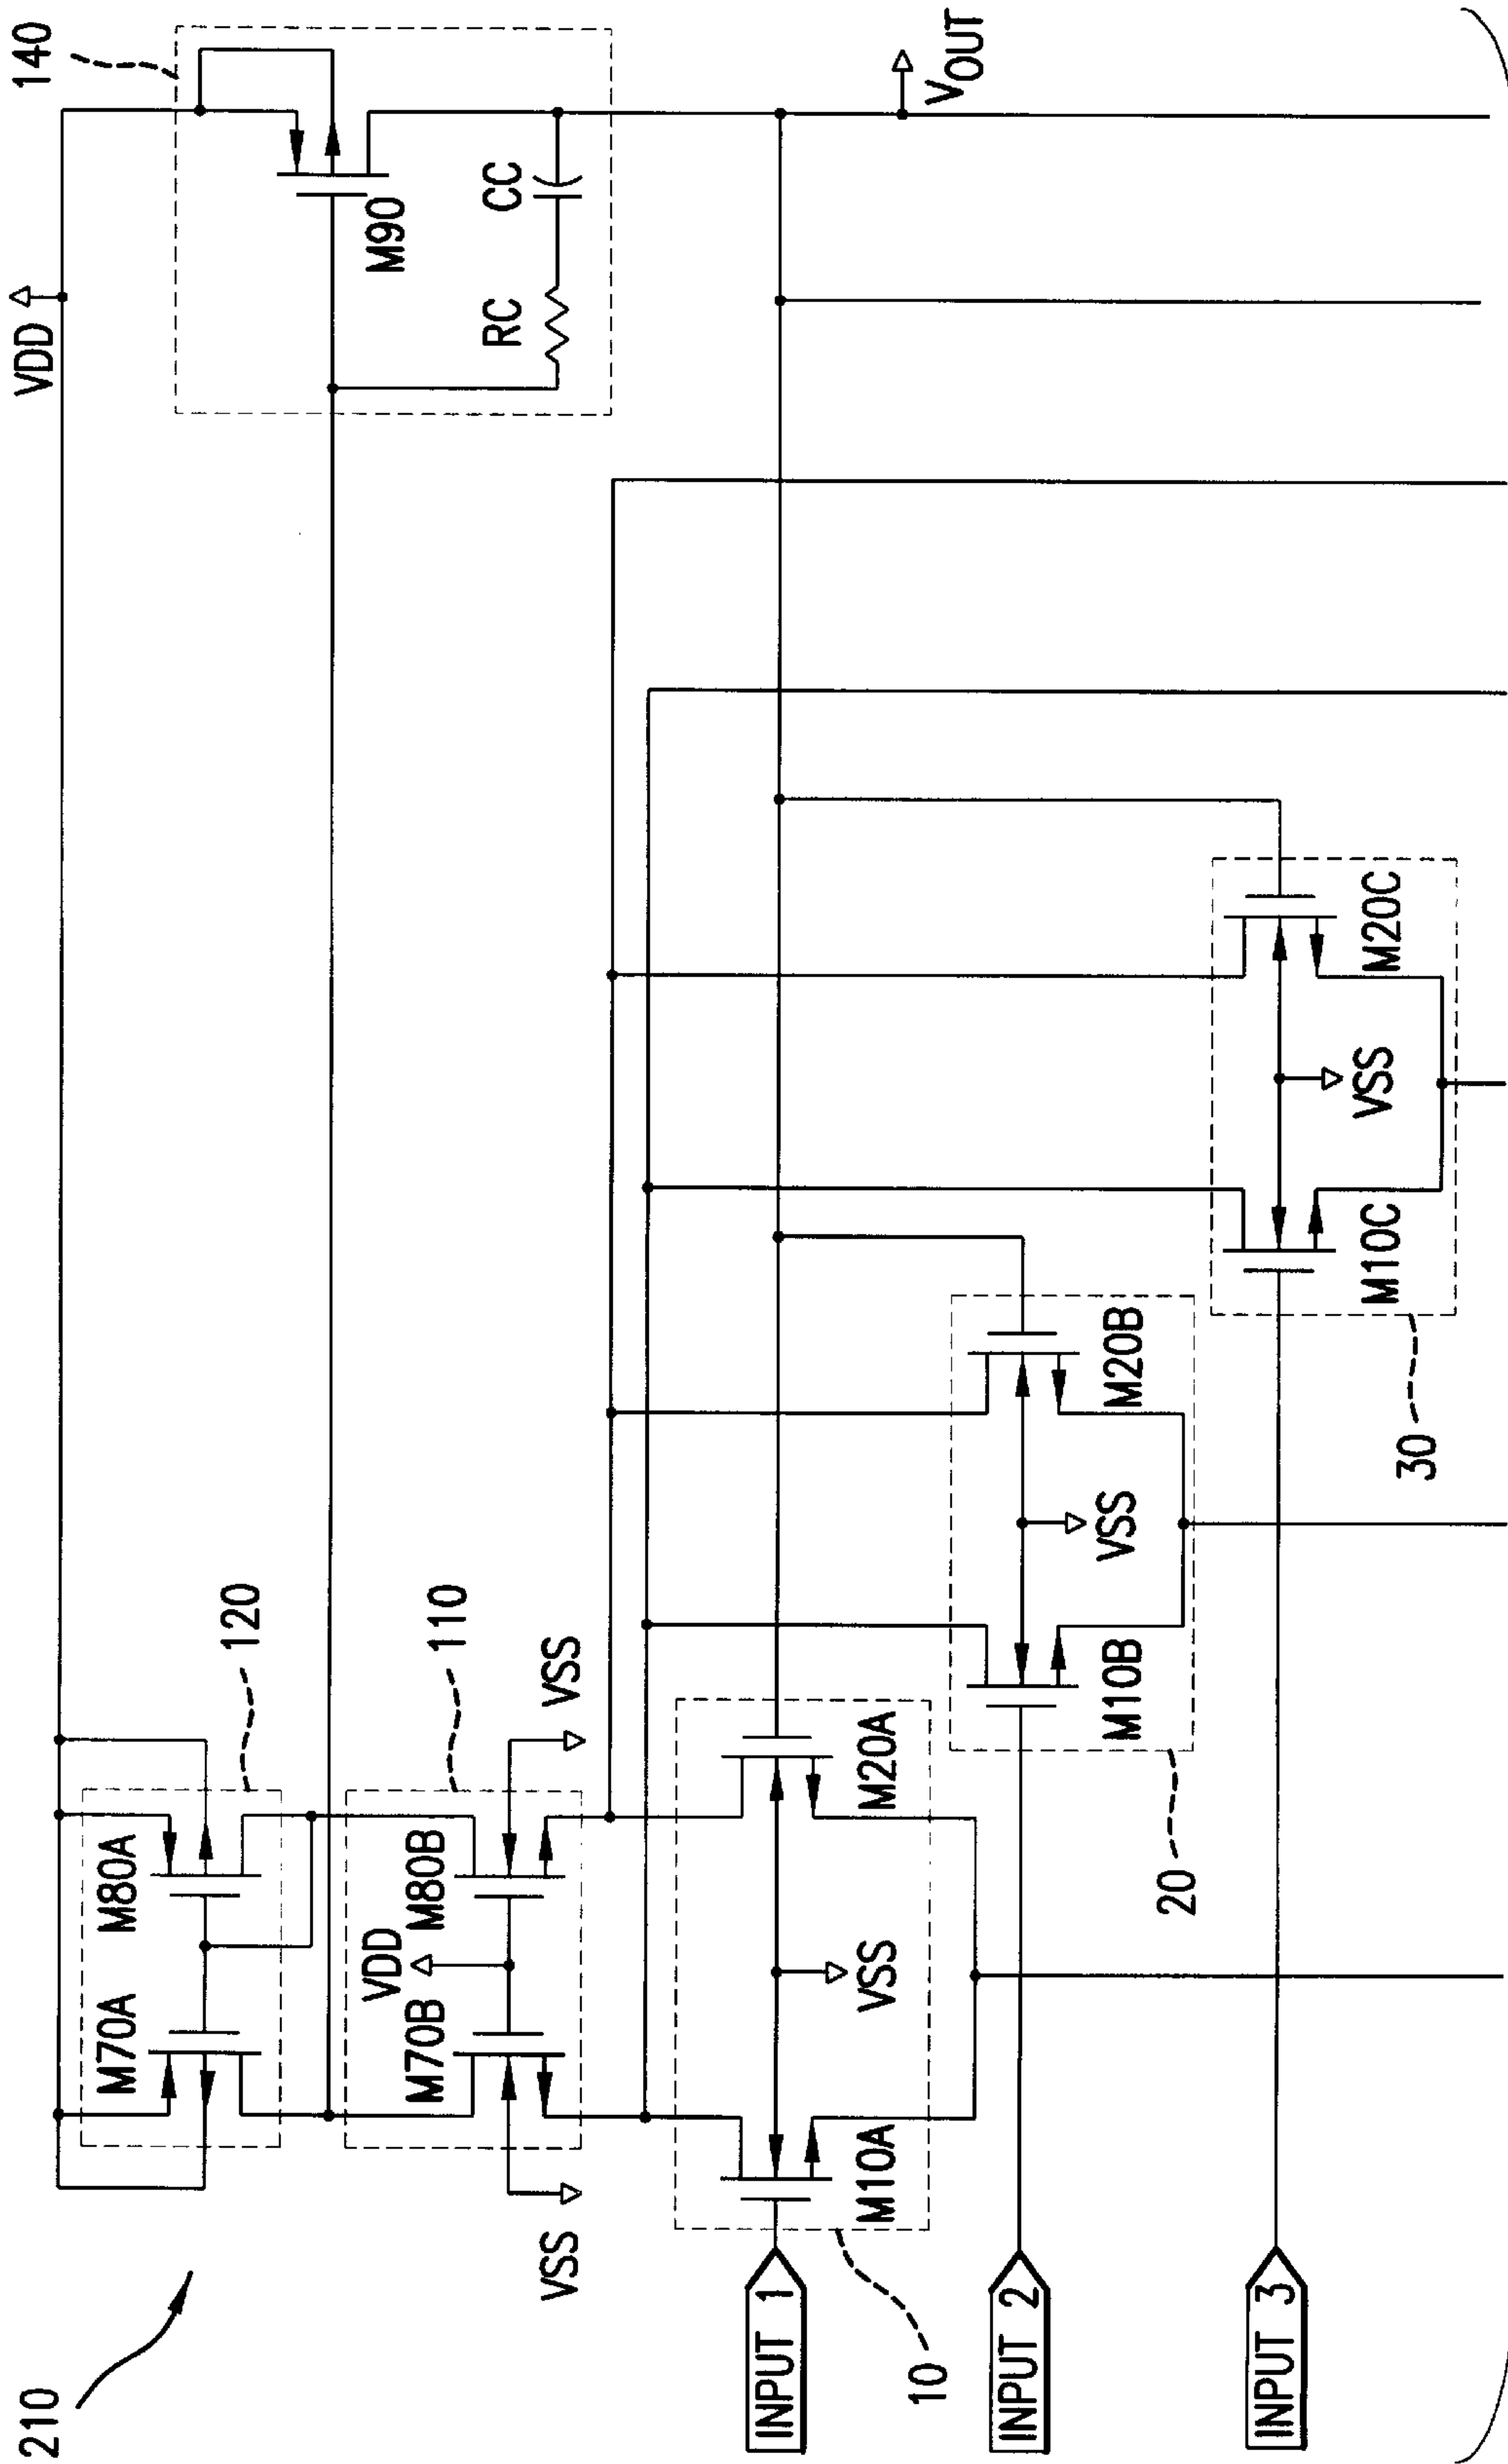 210
VDD
140
M70A
M80A
120
M90
RC
CC
VDD
M70B
M80B
110
VSS
VSS
VOUT
INPUT 1
M10A
VSS
M20A
10
INPUT 2
M10B
VSS
M20B
20
INPUT 3
M10C
VSS
M20C
30